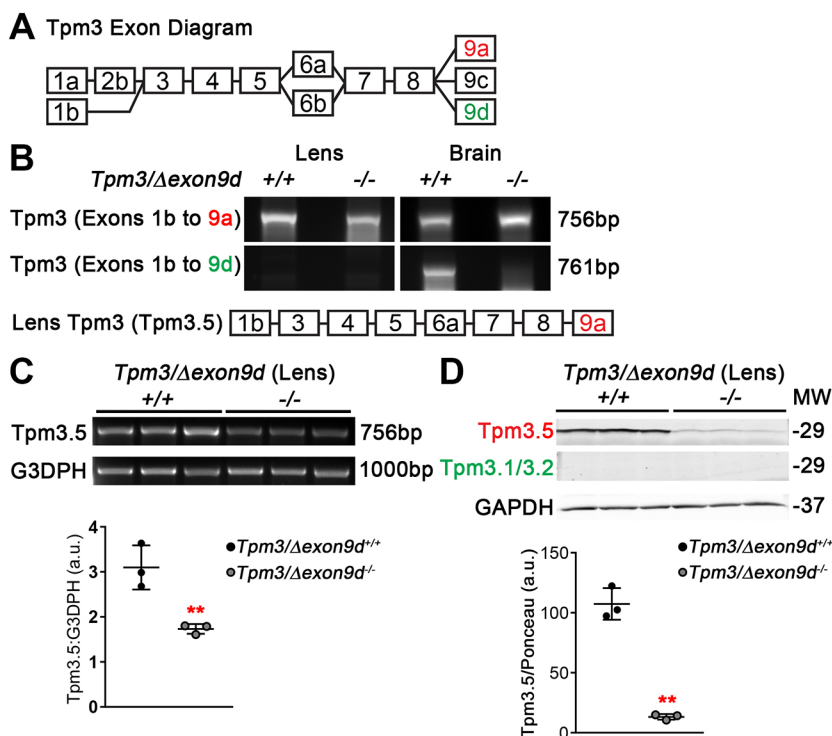 A Tpm3 Exon Diagram
9a
6a
1a 2b 3 4 5 7 8 9c
1b 6b 9d
B Lens Brain
Tpm3/Δexon9d +/+ -/- +/+ -/-
Tpm3 (Exons 1b to 9a) 756bp
Tpm3 (Exons 1b to 9d) 761bp
Lens Tpm3 (Tpm3.5) 1b 3 4 5 6a 7 8 9a
C Tpm3/Δexon9d (Lens)
+/+ -/-
Tpm3.5 756bp
G3DPH 1000bp
Tpm3.5:G3DPH (a.u.)
4
3
2
1
0
**
Tpm3/Δexon9d+/+
Tpm3/Δexon9d-/-
D Tpm3/Δexon9d (Lens)
+/+ -/- MW
Tpm3.5 -29
Tpm3.1/3.2 -29
GAPDH -37
Tpm3.5/Ponceau (a.u.)
150
100
50
0
**
Tpm3/Δexon9d+/+
Tpm3/Δexon9d-/-